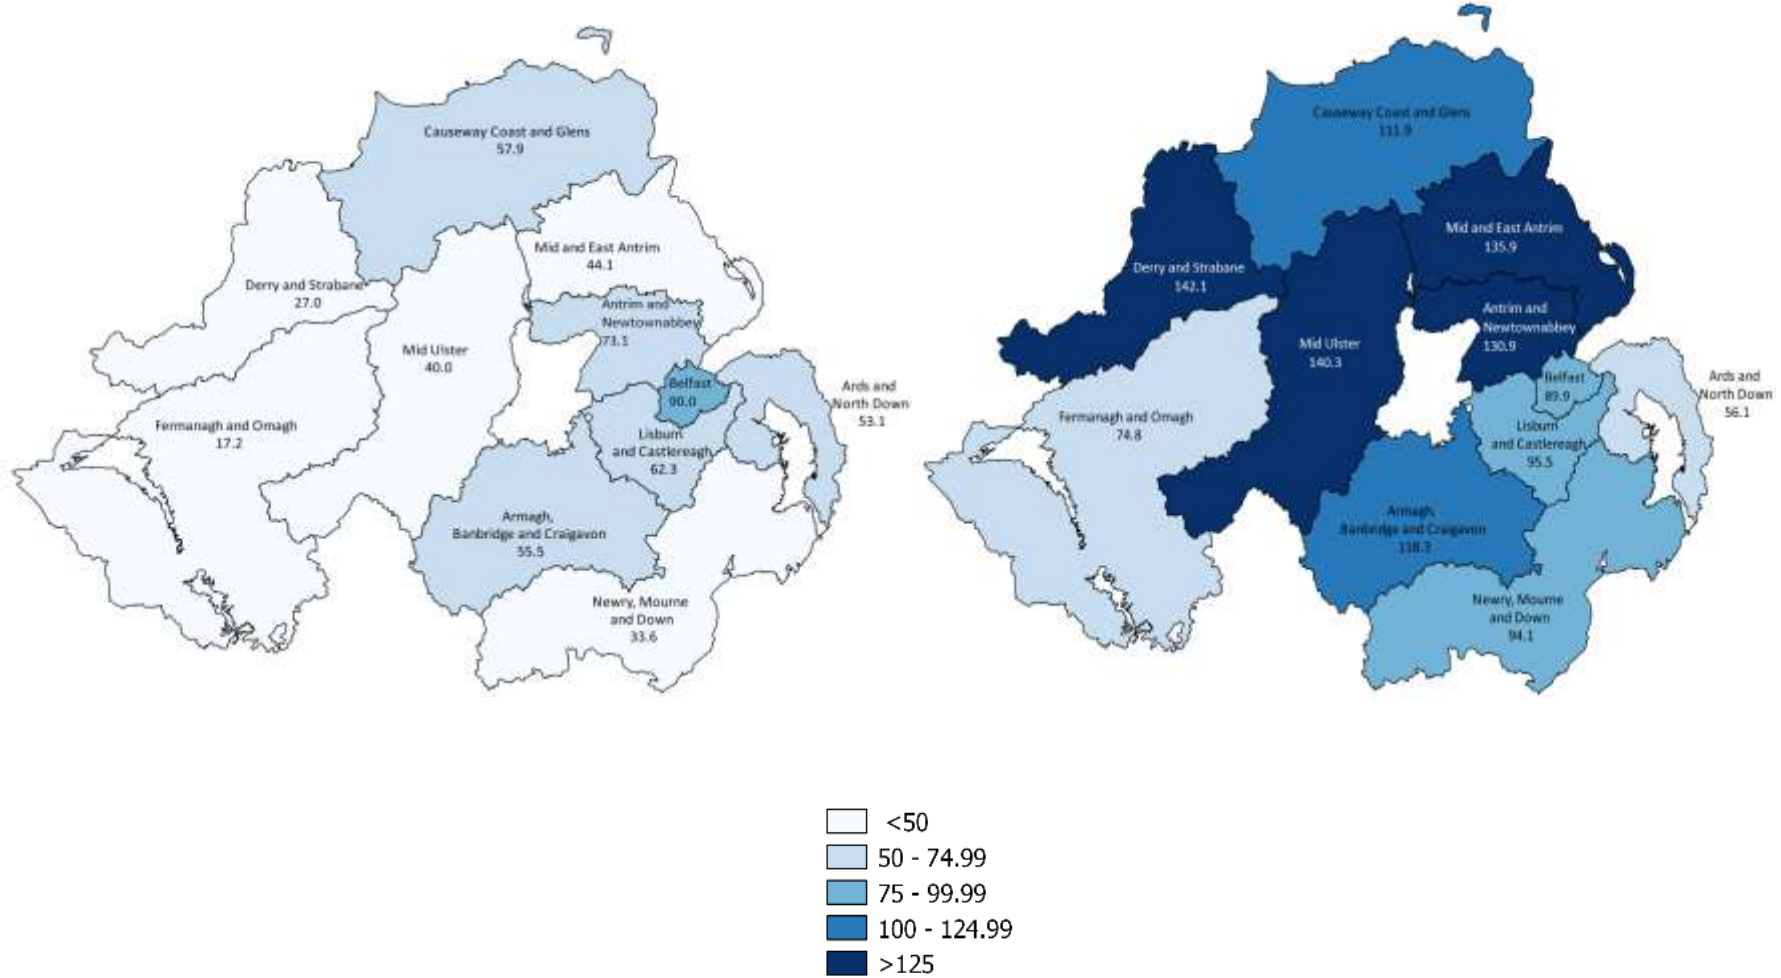 Causeway Coast and Glens
57.9
Mid and East Antrim
44.1
Derry and Strabane
27.0
Antrim and
Newtownabbey
73.1
Mid Ulster
40.0
Belfast
90.0
Ards and
North Down
53.1
Fermanagh and Omagh
17.2
Lisburn
and Castlereagh
62.3
Armagh,
Banbridge and Craigavon
55.5
Newry, Mourne
and Down
33.6
Causeway Coast and Glens
111.9
Mid and East Antrim
135.9
Derry and Strabane
142.1
Antrim and
Newtownabbey
130.9
Mid Ulster
140.3
Belfast
89.9
Ards and
North Down
56.1
Fermanagh and Omagh
74.8
Lisburn
and Castlereagh
95.5
Armagh,
Banbridge and Craigavon
118.3
Newry, Mourne
and Down
94.1
<50
50 - 74.99
75 - 99.99
100 - 124.99
>125